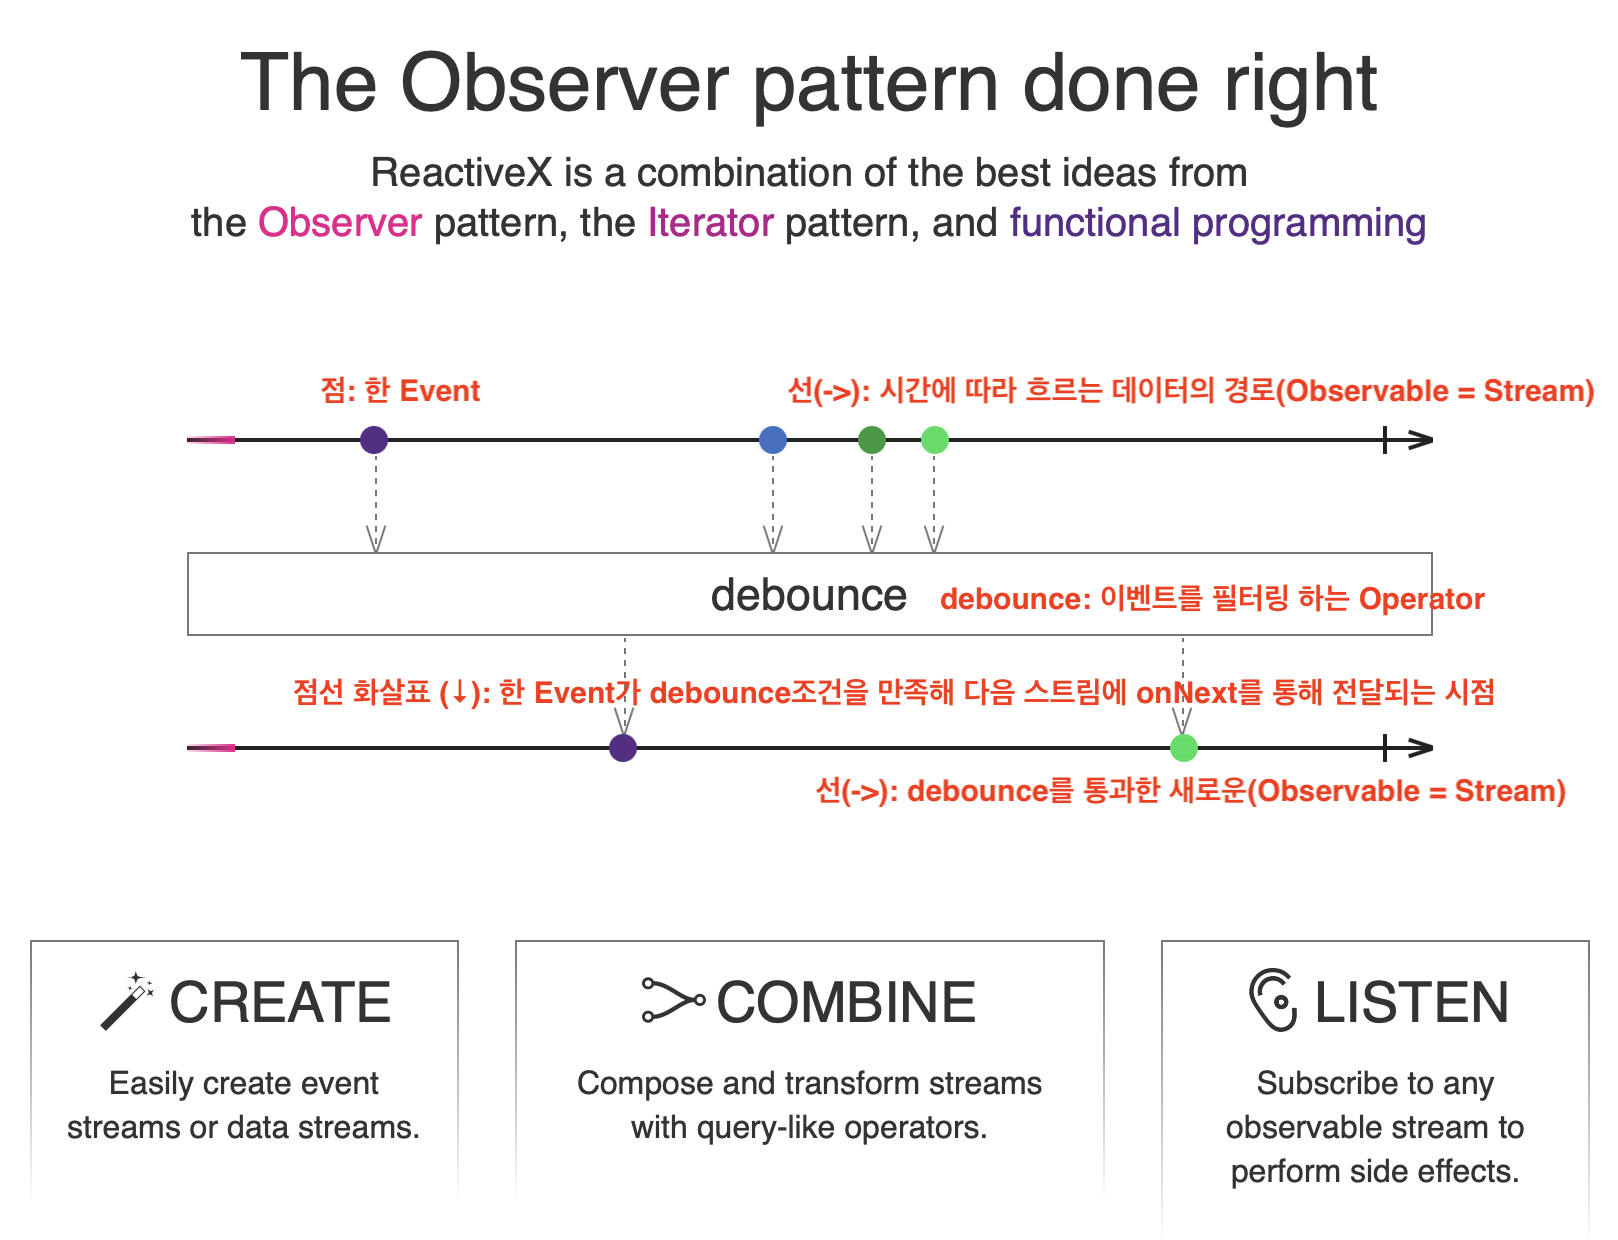 The Observer pattern done right
ReactiveX is a combination of the best ideas from
the Observer pattern, the Iterator pattern, and functional programming
점: 한 Event
선(->): 시간에 따라 흐르는 데이터의 경로(Observable = Stream)
debounce
debounce: 이벤트를 필터링 하는 Operator
점선 화살표 (↓): 한 Event가 debounce조건을 만족해 다음 스트림에 onNext를 통해 전달되는 시점
선(->): debounce를 통과한 새로운(Observable = Stream)
CREATE
Easily create event
streams or data streams.
COMBINE
Compose and transform streams
with query-like operators.
LISTEN
Subscribe to any
observable stream to
perform side effects.